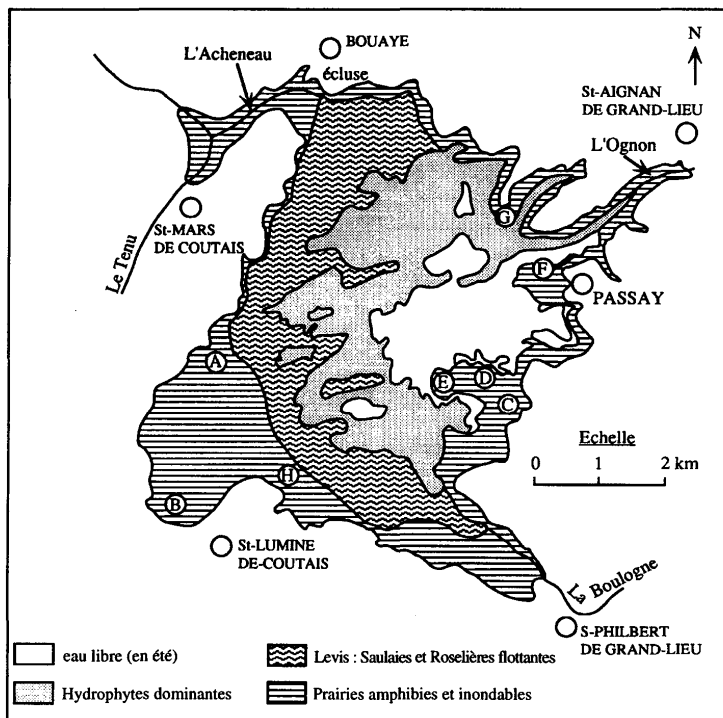 BOUAYE
L'Acheneau
écluse
N
St-AIGNAN
DE GRAND-LIEU
L'Ognon
St-MARS
DE COUTAIS
Le Tenu
G
F
PASSAY
A
E
D
C
Echelle
0 1 2 km
H
B
St-LUMINE
DE-COUTAIS
La Boulogne
S-PHILBERT
DE GRAND-LIEU
eau libre (en été)
Levis : Saulaies et Roselières flottantes
Hydrophytes dominantes
Prairies amphibies et inondables